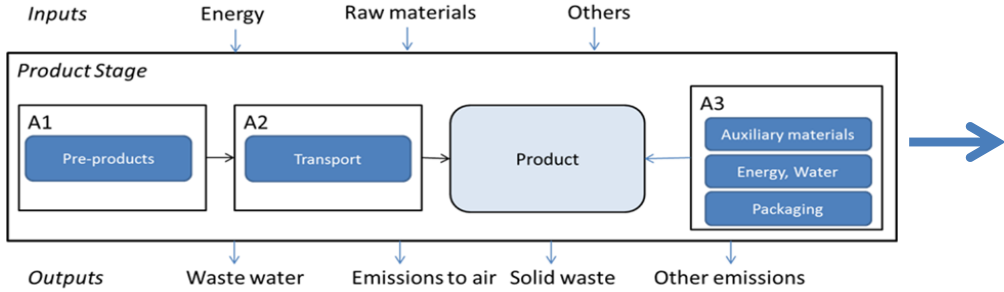 Inputs Energy Raw materials Others
Product Stage
A1
Pre-products
A2
Transport
Product
A3
Auxiliary materials
Energy, Water
Packaging
Outputs Waste water Emissions to air Solid waste Other emissions